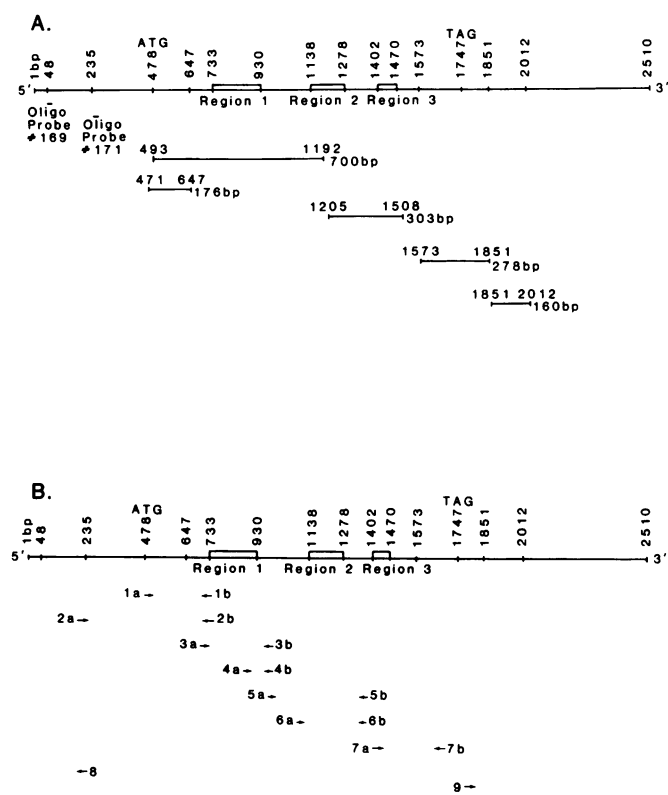 A.
ATG TAG
1bp 48 235 478 647 733 930 1138 1278 1402 1470 1573 1747 1851 2012 2510
5' 3'
Region 1 Region 2 Region 3
Oligo Probe #169
Oligo Probe #171
493 1192 700bp
471 647 176bp
1205 1508 303bp
1573 1851 278bp
1851 2012 160bp
B.
ATG TAG
1bp 48 235 478 647 733 930 1138 1278 1402 1470 1573 1747 1851 2012 2510
5' 3'
Region 1 Region 2 Region 3
1a 1b
2a 2b
3a 3b
4a 4b
5a 5b
6a 6b
7a 7b
8
9